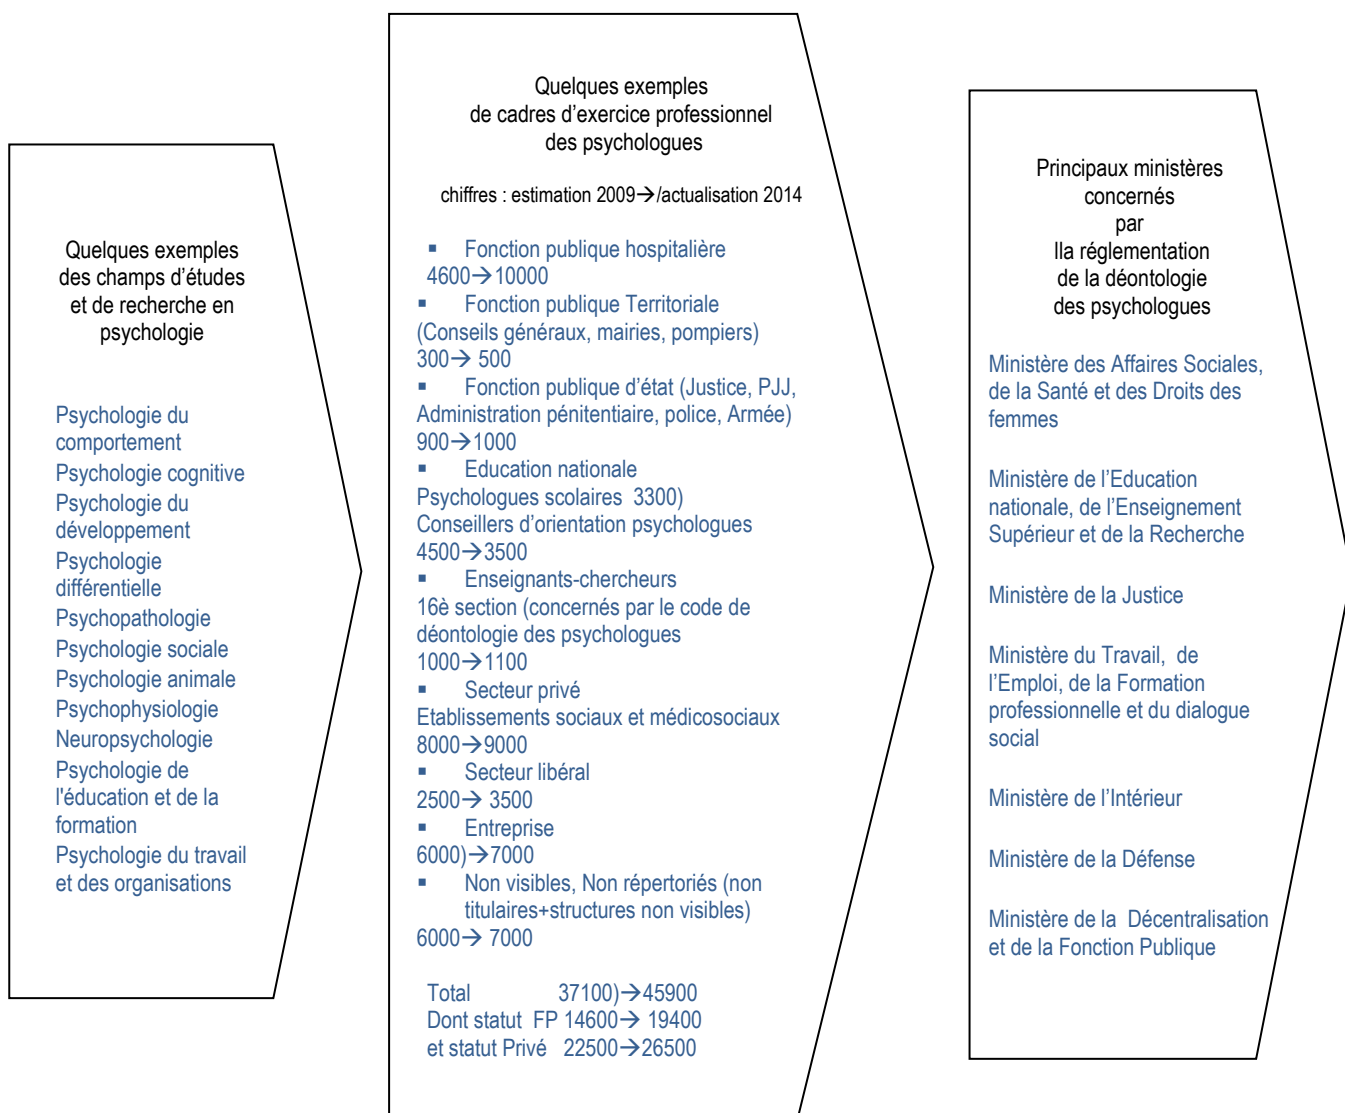 Quelques exemples
des champs d'études
et de recherche en
psychologie
Psychologie du
comportement
Psychologie cognitive
Psychologie du
développement
Psychologie
différentielle
Psychopathologie
Psychologie sociale
Psychologie animale
Psychophysiologie
Neuropsychologie
Psychologie de
l'éducation et de la
formation
Psychologie du travail
et des organisations
Quelques exemples
de cadres d'exercice professionnel
des psychologues
chiffres : estimation 2009→/actualisation 2014
▪ Fonction publique hospitalière
4600→10000
▪ Fonction publique Territoriale
(Conseils généraux, mairies, pompiers)
300→ 500
▪ Fonction publique d'état (Justice, PJJ,
Administration pénitentiaire, police, Armée)
900→1000
▪ Education nationale
Psychologues scolaires 3300)
Conseillers d'orientation psychologues
4500→3500
▪ Enseignants-chercheurs
16è section (concernés par le code de
déontologie des psychologues
1000→1100
▪ Secteur privé
Etablissements sociaux et médicosociaux
8000→9000
▪ Secteur libéral
2500→ 3500
▪ Entreprise
6000)→7000
▪ Non visibles, Non répertoriés (non
titulaires+structures non visibles)
6000→ 7000
Total 37100)→45900
Dont statut FP 14600→ 19400
et statut Privé 22500→26500
Principaux ministères
concernés
par
lla réglementation
de la déontologie
des psychologues
Ministère des Affaires Sociales,
de la Santé et des Droits des
femmes
Ministère de l'Education
nationale, de l'Enseignement
Supérieur et de la Recherche
Ministère de la Justice
Ministère du Travail, de
l'Emploi, de la Formation
professionnelle et du dialogue
social
Ministère de l'Intérieur
Ministère de la Défense
Ministère de la Décentralisation
et de la Fonction Publique